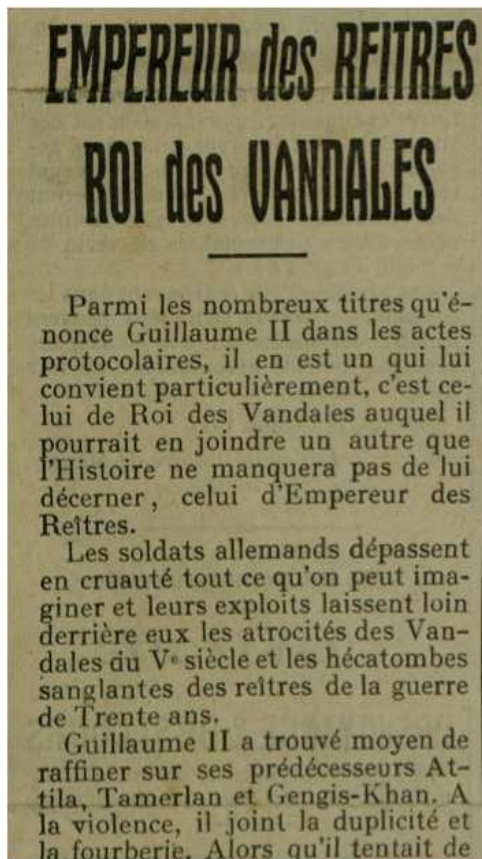 EMPEREUR des REITRES
ROI des VANDALES
Parmi les nombreux titres qu'é-
nonce Guillaume II dans les actes
protocolaires, il en est un qui lui
convient particulièrement, c'est ce-
lui de Roi des Vandales auquel il
pourrait en joindre un autre que
l'Histoire ne manquera pas de lui
décerner, celui d'Empereur des
Reîtres.
Les soldats allemands dépassent
en cruauté tout ce qu'on peut ima-
giner et leurs exploits laissent loin
derrière eux les atrocités des Van-
dales du Ve siècle et les hécatombes
sanglantes des reîtres de la guerre
de Trente ans.
Guillaume II a trouvé moyen de
raffiner sur ses prédécesseurs At-
tila, Tamerlan et Gengis-Khan. A
la violence, il joint la duplicité et
la fourberie. Alors qu'il tentait de